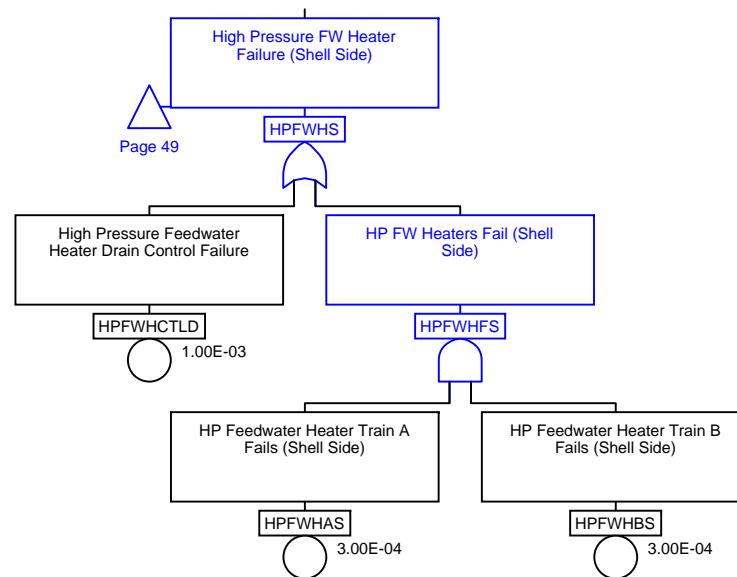 High Pressure FW Heater
Failure (Shell Side)
Page 49
HPFWHS
High Pressure Feedwater
Heater Drain Control Failure
HP FW Heaters Fail (Shell
Side)
HPFWHCTLD
1.00E-03
HPFWHFS
HP Feedwater Heater Train A
Fails (Shell Side)
HP Feedwater Heater Train B
Fails (Shell Side)
HPFWHAS
3.00E-04
HPFWHBS
3.00E-04